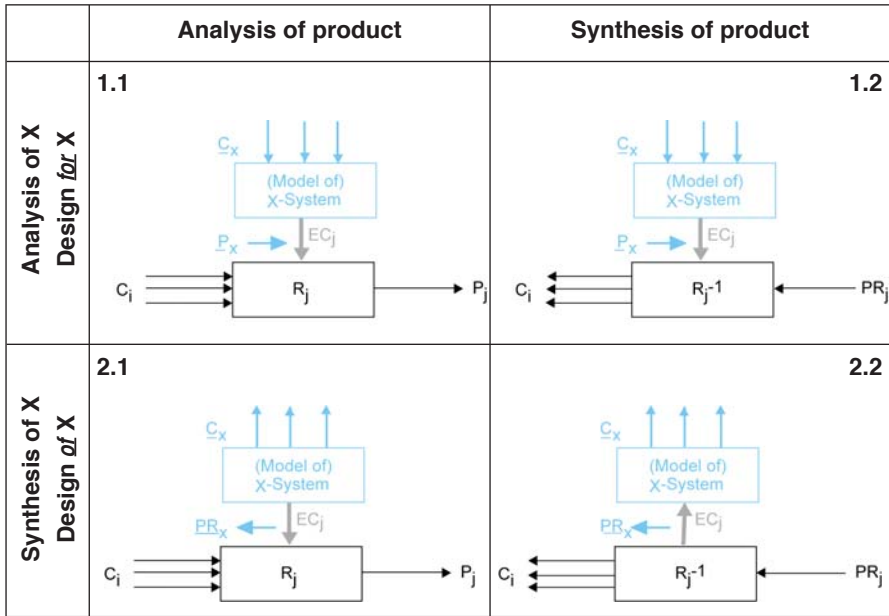 Analysis of product
Synthesis of product
Analysis of X
Design for X
1.1
C_x
(Model of)
X-System
P_x
EC_j
C_i
R_j
P_j
1.2
C_x
(Model of)
X-System
P_x
EC_j
C_i
R_j^-1
PR_j
Synthesis of X
Design of X
2.1
C_x
(Model of)
X-System
PR_x
EC_j
C_i
R_j
P_j
2.2
C_x
(Model of)
X-System
PR_x
EC_j
C_i
R_j^-1
PR_j